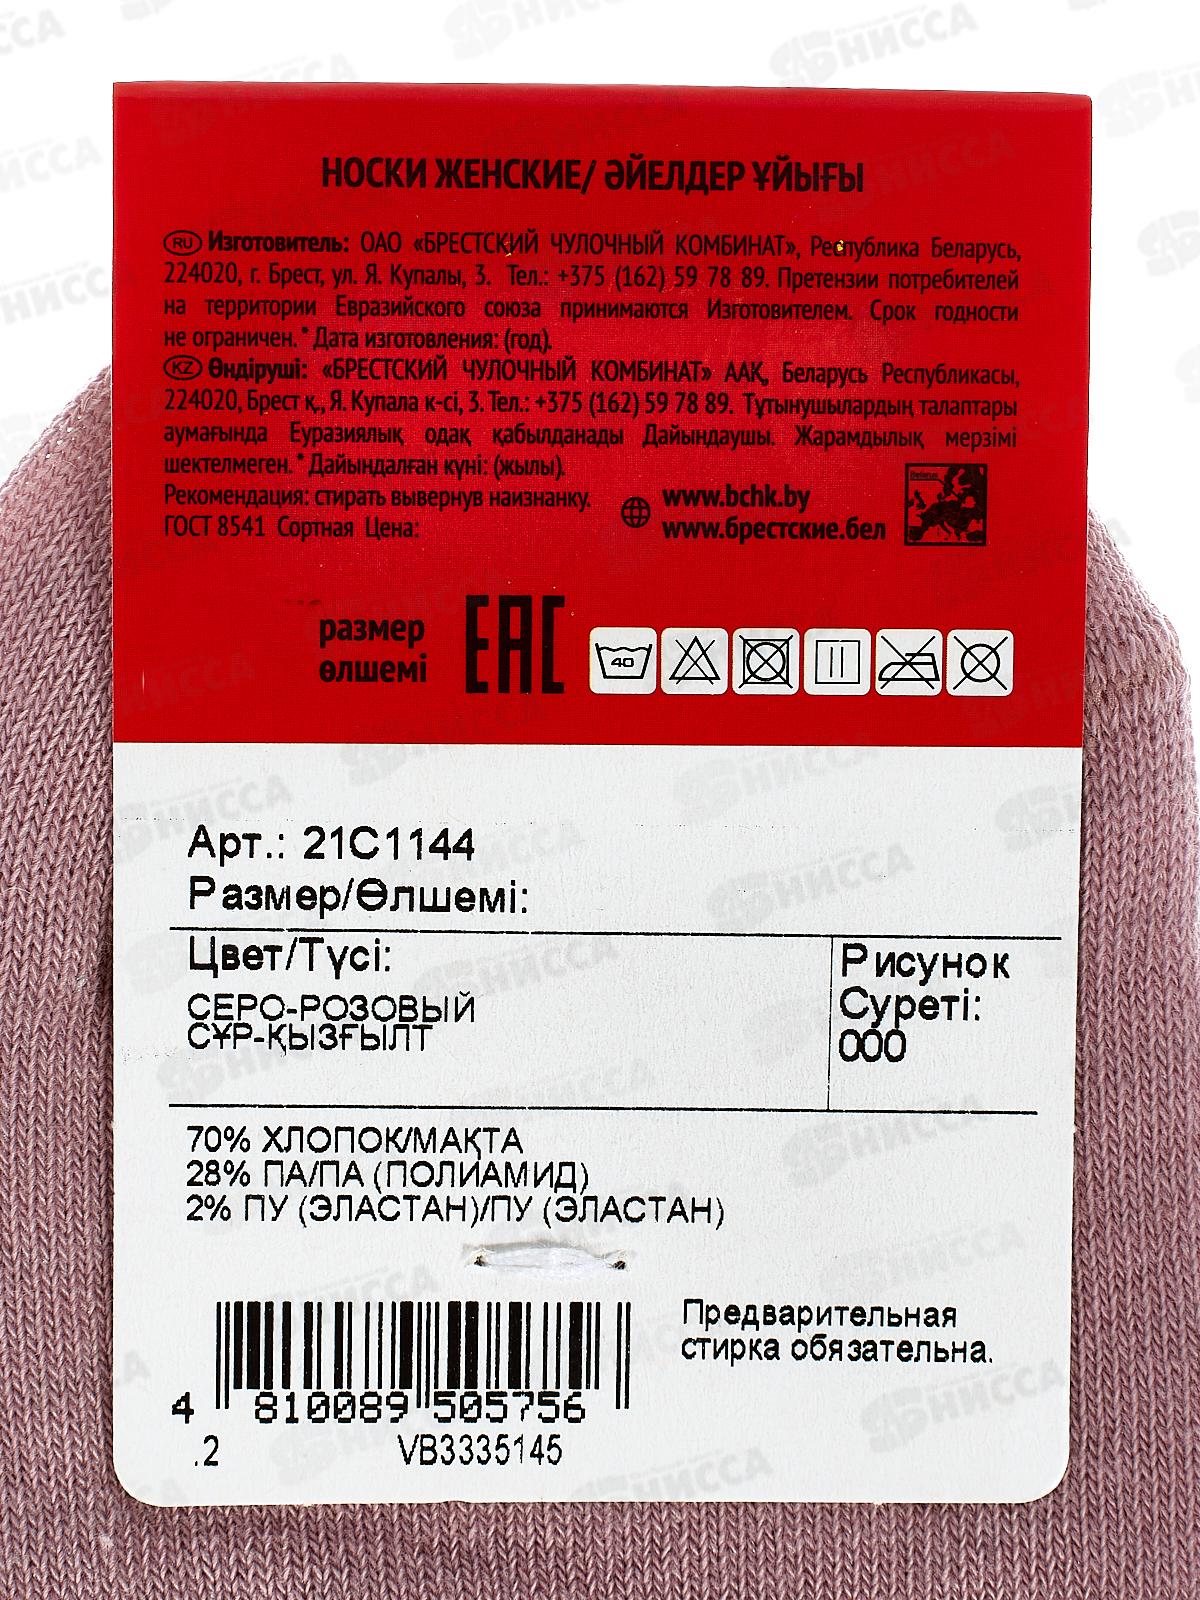 НОСКИ ЖЕНСКИЕ/ ӘЙЕЛДЕР ҰЙЫҒЫ
RU Изготовитель: ОАО «БРЕСТСКИЙ ЧУЛОЧНЫЙ КОМБИНАТ», Республика Беларусь,
224020, г. Брест, ул. Я. Купалы, 3. Тел.: +375 (162) 59 78 89. Претензии потребителей
на территории Евразийского союза принимаются Изготовителем. Срок годности
не ограничен. * Дата изготовления: (год).
KZ Өндіруші: «БРЕСТСКИЙ ЧУЛОЧНЫЙ КОМБИНАТ» ААҚ, Беларусь Республикасы,
224020, Брест қ., Я. Купала к-сі, 3. Тел.: +375 (162) 59 78 89. Тұтынушылардың талаптары
аумағында Еуразиялық одақ қабылданады Дайындаушы. Жарамдылық мерзімі
шектелмеген. * Дайындалған күні: (жылы).
Рекомендация: стирать вывернув наизнанку.
ГОСТ 8541 Сортная Цена:
www.bchk.by
www.брестские.бел
Belarus
размер
өлшемі
EAC
40
Арт.: 21С1144
Размер/Өлшемі:
Цвет/Түсі:
СЕРО-РОЗОВЫЙ
СҰР-ҚЫЗҒЫЛТ
Рисунок
Суреті:
000
70% ХЛОПОК/МАҚТА
28% ПА/ПА (ПОЛИАМИД)
2% ПУ (ЭЛАСТАН)/ПУ (ЭЛАСТАН)
Предварительная
стирка обязательна.
4 810089 505756
.2 VB3335145
НИССА